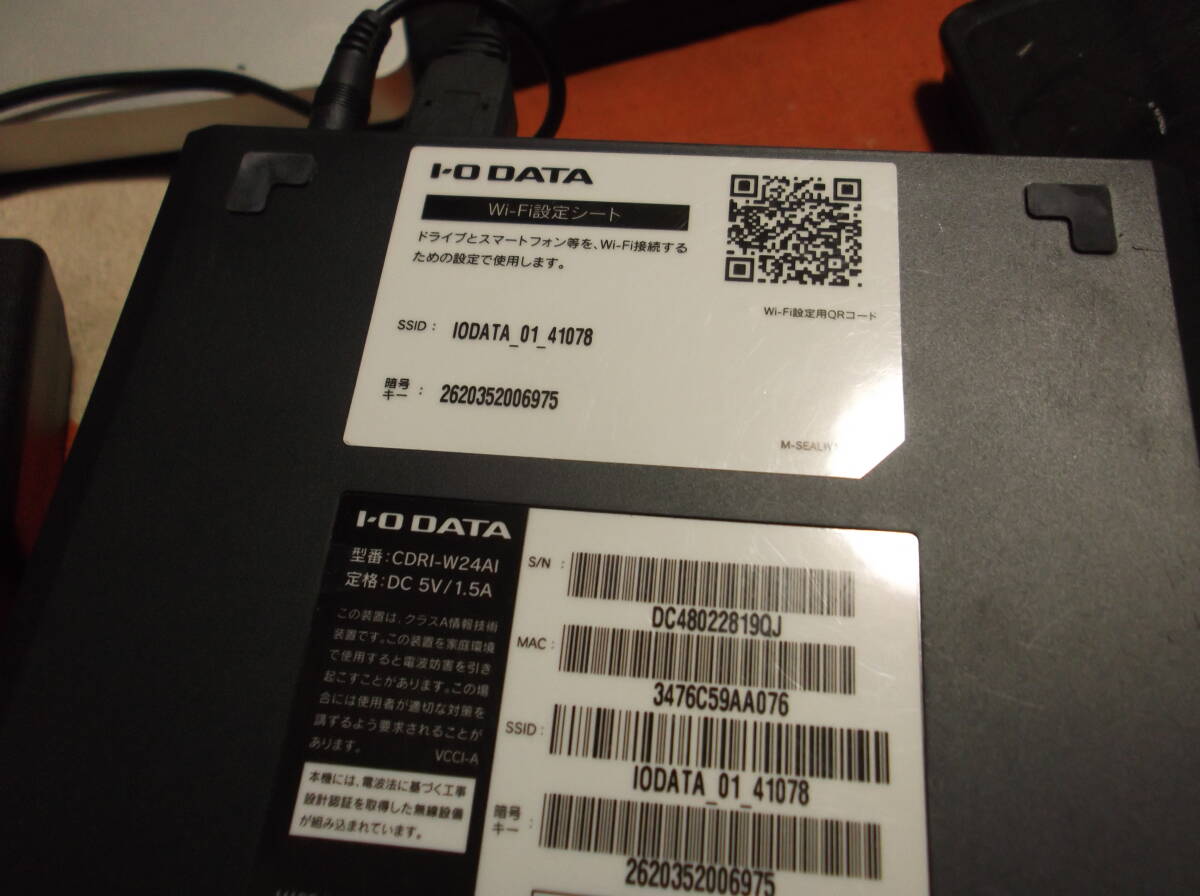 I-O DATA
Wi-Fi設定シート
ドライブとスマートフォン等を、Wi-Fi接続する
ための設定で使用します。
Wi-Fi設定用QRコード
SSID : IODATA_01_41078
暗号
キー : 2620352006975
I-O DATA
型番:CDRI-W24AI
定格:DC 5V/1.5A
この装置は、クラスA情報技術
装置です。この装置を家庭環境
で使用すると電波妨害を引き
起こすことがあります。この場
合には使用者が適切な対策を
講ずるよう要求されることが
あります。
VCCI-A
本機には、電波法に基づく工事
設計認証を取得した無線設備
が組み込まれています。
S/N :
DC48022819QJ
MAC :
3476C59AA076
SSID :
IODATA_01_41078
暗号
キー :
2620352006975